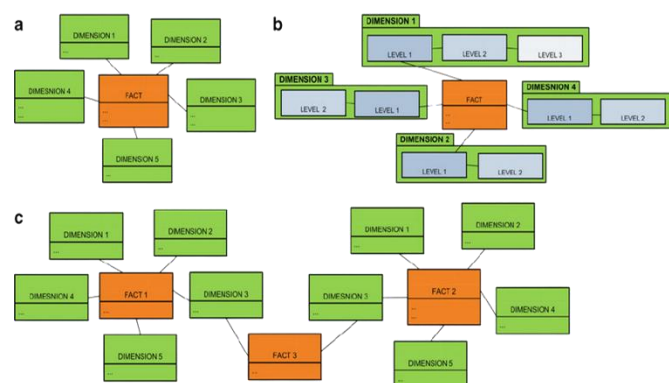 a
DIMENSION 1
...
DIMENSION 2
...
DIMESNION 4
...
FACT
...
...
DIMENSION 3
...
DIMENSION 5
...
b
DIMENSION 1
LEVEL 1
LEVEL 2
LEVEL 3
DIMENSION 3
LEVEL 2
LEVEL 1
FACT
...
...
DIMESNION 4
LEVEL 1
LEVEL 2
DIMENSION 2
LEVEL 1
LEVEL 2
c
DIMENSION 1
...
DIMENSION 2
...
DIMESNION 4
...
FACT 1
...
...
DIMENSION 3
...
DIMENSION 5
...
FACT 3
...
DIMENSION 1
...
DIMENSION 2
...
DIMESNION 3
...
FACT 2
...
...
DIMENSION 4
...
DIMENSION 5
...